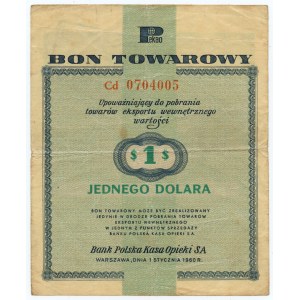 PeKaO
BON TOWAROWY
Cd 0704005
Upoważniający do pobrania
towarów eksportu wewnętrznego
wartości
$1$
JEDNEGO DOLARA
BON TOWAROWY MOŻE BYĆ ZREALIZOWANY
JEDYNIE W DRODZE POBRANIA TOWARÓW
EKSPORTU WEWNĘTRZNEGO
W JEDNYM Z PUNKTÓW SPRZEDAŻY
BANKU POLSKA KASA OPIEKI S.A.
Bank Polska Kasa Opieki S.A.
WARSZAWA, DNIA 1 STYCZNIA 1960 R.